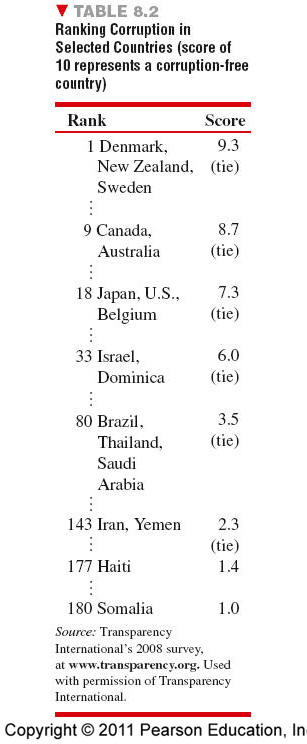 ▼ TABLE 8.2
Ranking Corruption in
Selected Countries (score of
10 represents a corruption-free
country)
Rank Score
1 Denmark, 9.3
New Zealand, (tie)
Sweden
⋮
9 Canada, 8.7
Australia (tie)
⋮
18 Japan, U.S., 7.3
Belgium (tie)
⋮
33 Israel, 6.0
Dominica (tie)
⋮
80 Brazil, 3.5
Thailand, (tie)
Saudi
Arabia
⋮
143 Iran, Yemen 2.3
⋮ (tie)
177 Haiti 1.4
⋮
180 Somalia 1.0
Source: Transparency
International's 2008 survey,
at www.transparency.org. Used
with permission of Transparency
International.
Copyright © 2011 Pearson Education, In